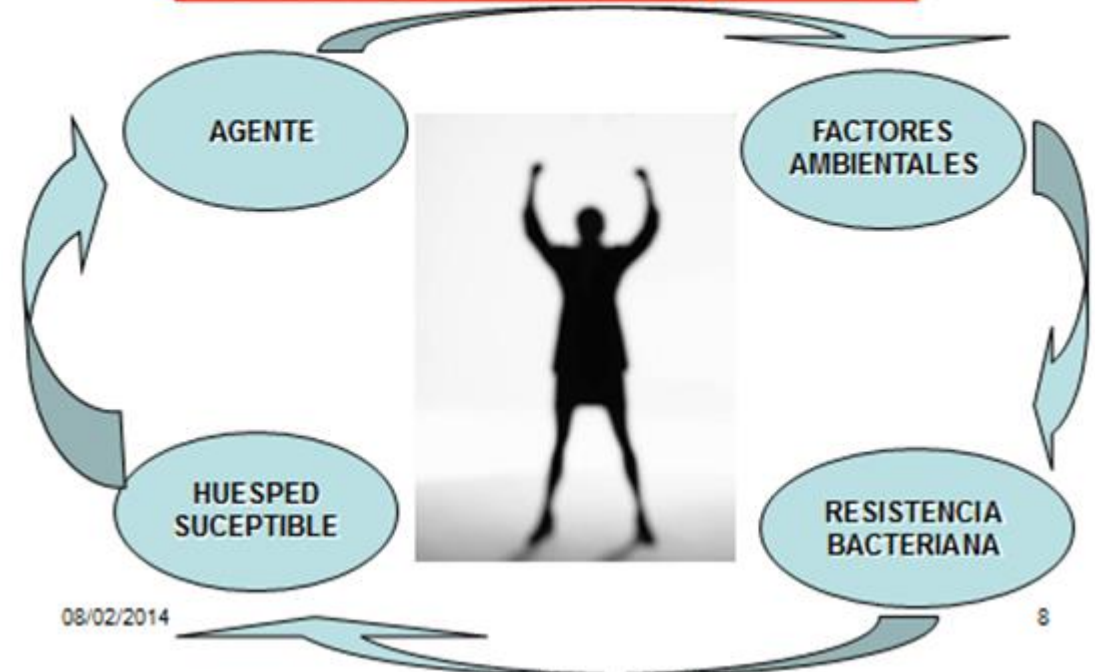 AGENTE
FACTORES
AMBIENTALES
HUESPED
SUCEPTIBLE
RESISTENCIA
BACTERIANA
08/02/2014
8